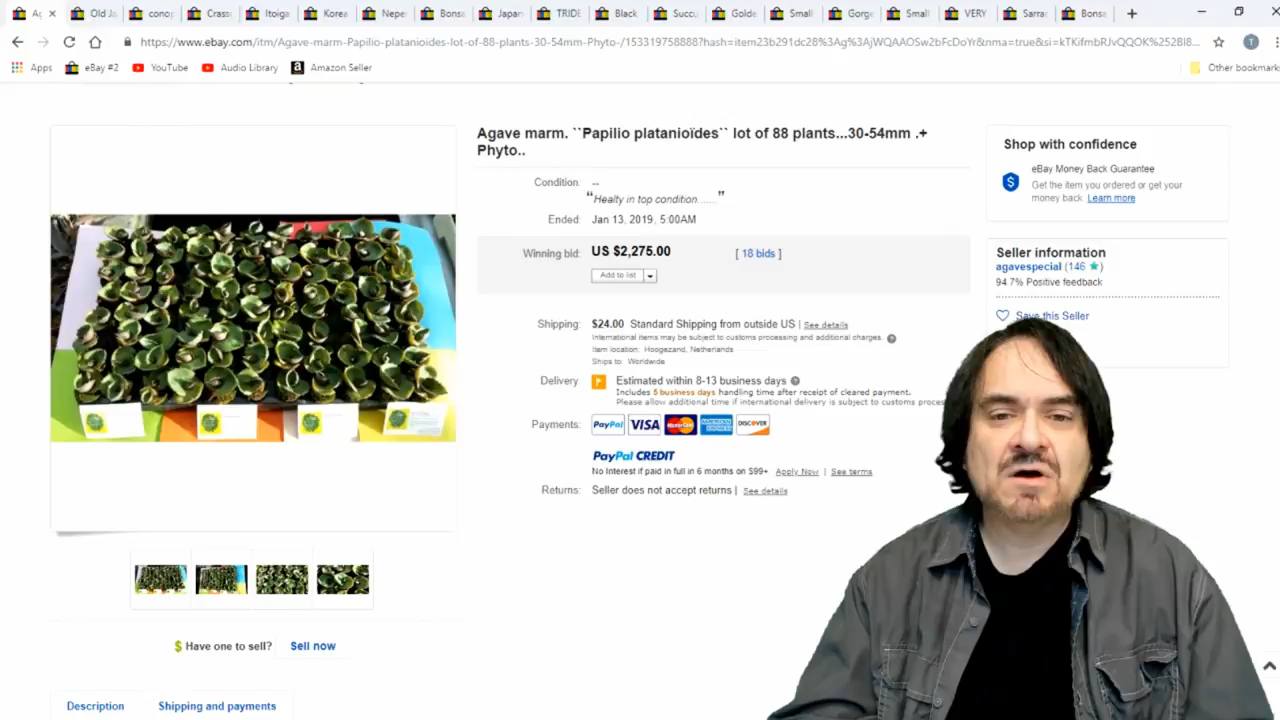 Ag
Old Ja
conop
Crass
Itoiga
Korea
Neper
Bonsa
Japan
TRIDE
Black
Succu
Golde
Small
Gorge
Small
VERY
Sarra
Bonsa
https://www.ebay.com/itm/Agave-marm-Papilio-platanioides-lot-of-88-plants-30-54mm-Phyto-/153319758888?hash=item23b291dc28%3Ag%3AjWQAAOSw2bFcDoYr&tnma=true&si=kTKifmbRJvQQOK%252BI8...
T
Apps
eBay #2
YouTube
Audio Library
Amazon Seller
Other bookmarks
Agave marm. ``Papilio platanioïdes`` lot of 88 plants...30-54mm .+
Phyto..
Condition: --
“Healty in top condition.......”
Ended: Jan 13, 2019, 5:00AM
Winning bid: US $2,275.00 [ 18 bids ]
Add to list
Shipping: $24.00 Standard Shipping from outside US | See details
International items may be subject to customs processing and additional charges.
Item location: Hoogezand, Netherlands
Ships to: Worldwide
Delivery: Estimated within 8-13 business days
Includes 5 business days handling time after receipt of cleared payment.
Please allow additional time if international delivery is subject to customs proces
Payments: PayPal VISA MasterCard AMERICAN EXPRESS DISCOVER
PayPal CREDIT
No Interest if paid in full in 6 months on $99+ Apply Now | See terms
Returns: Seller does not accept returns | See details
Shop with confidence
eBay Money Back Guarantee
Get the item you ordered or get your
money back. Learn more
Seller information
agavespecial (146 )
94.7% Positive feedback
Save this Seller
Have one to sell? Sell now
Description
Shipping and payments